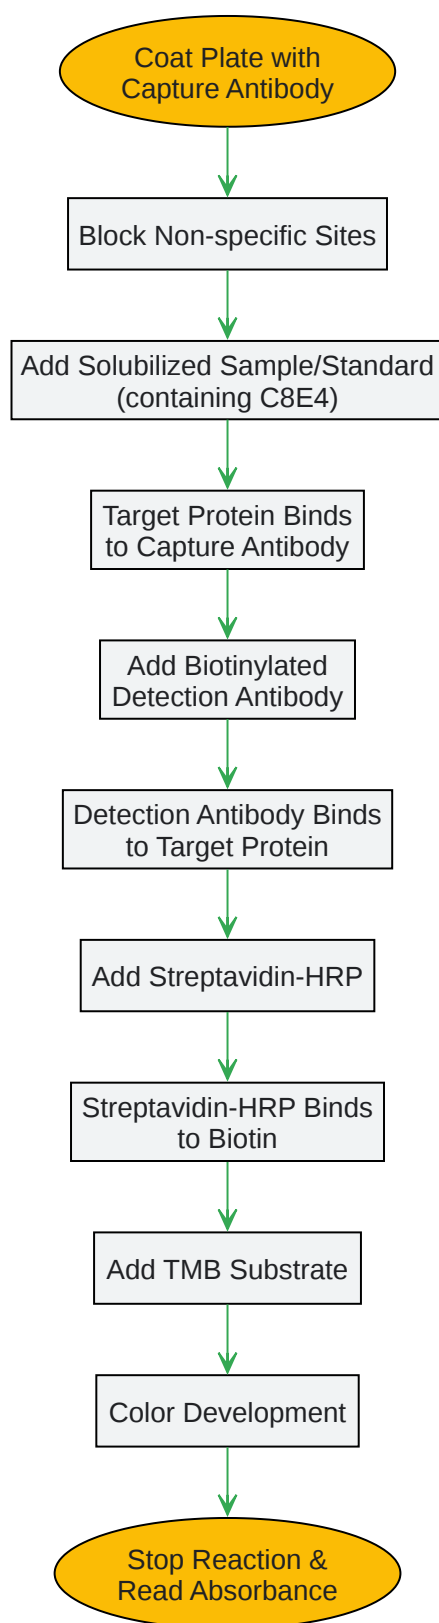 Coat Plate with
Capture Antibody
Block Non-specific Sites
Add Solubilized Sample/Standard
(containing C8E4)
Target Protein Binds
to Capture Antibody
Add Biotinylated
Detection Antibody
Detection Antibody Binds
to Target Protein
Add Streptavidin-HRP
Streptavidin-HRP Binds
to Biotin
Add TMB Substrate
Color Development
Stop Reaction &
Read Absorbance